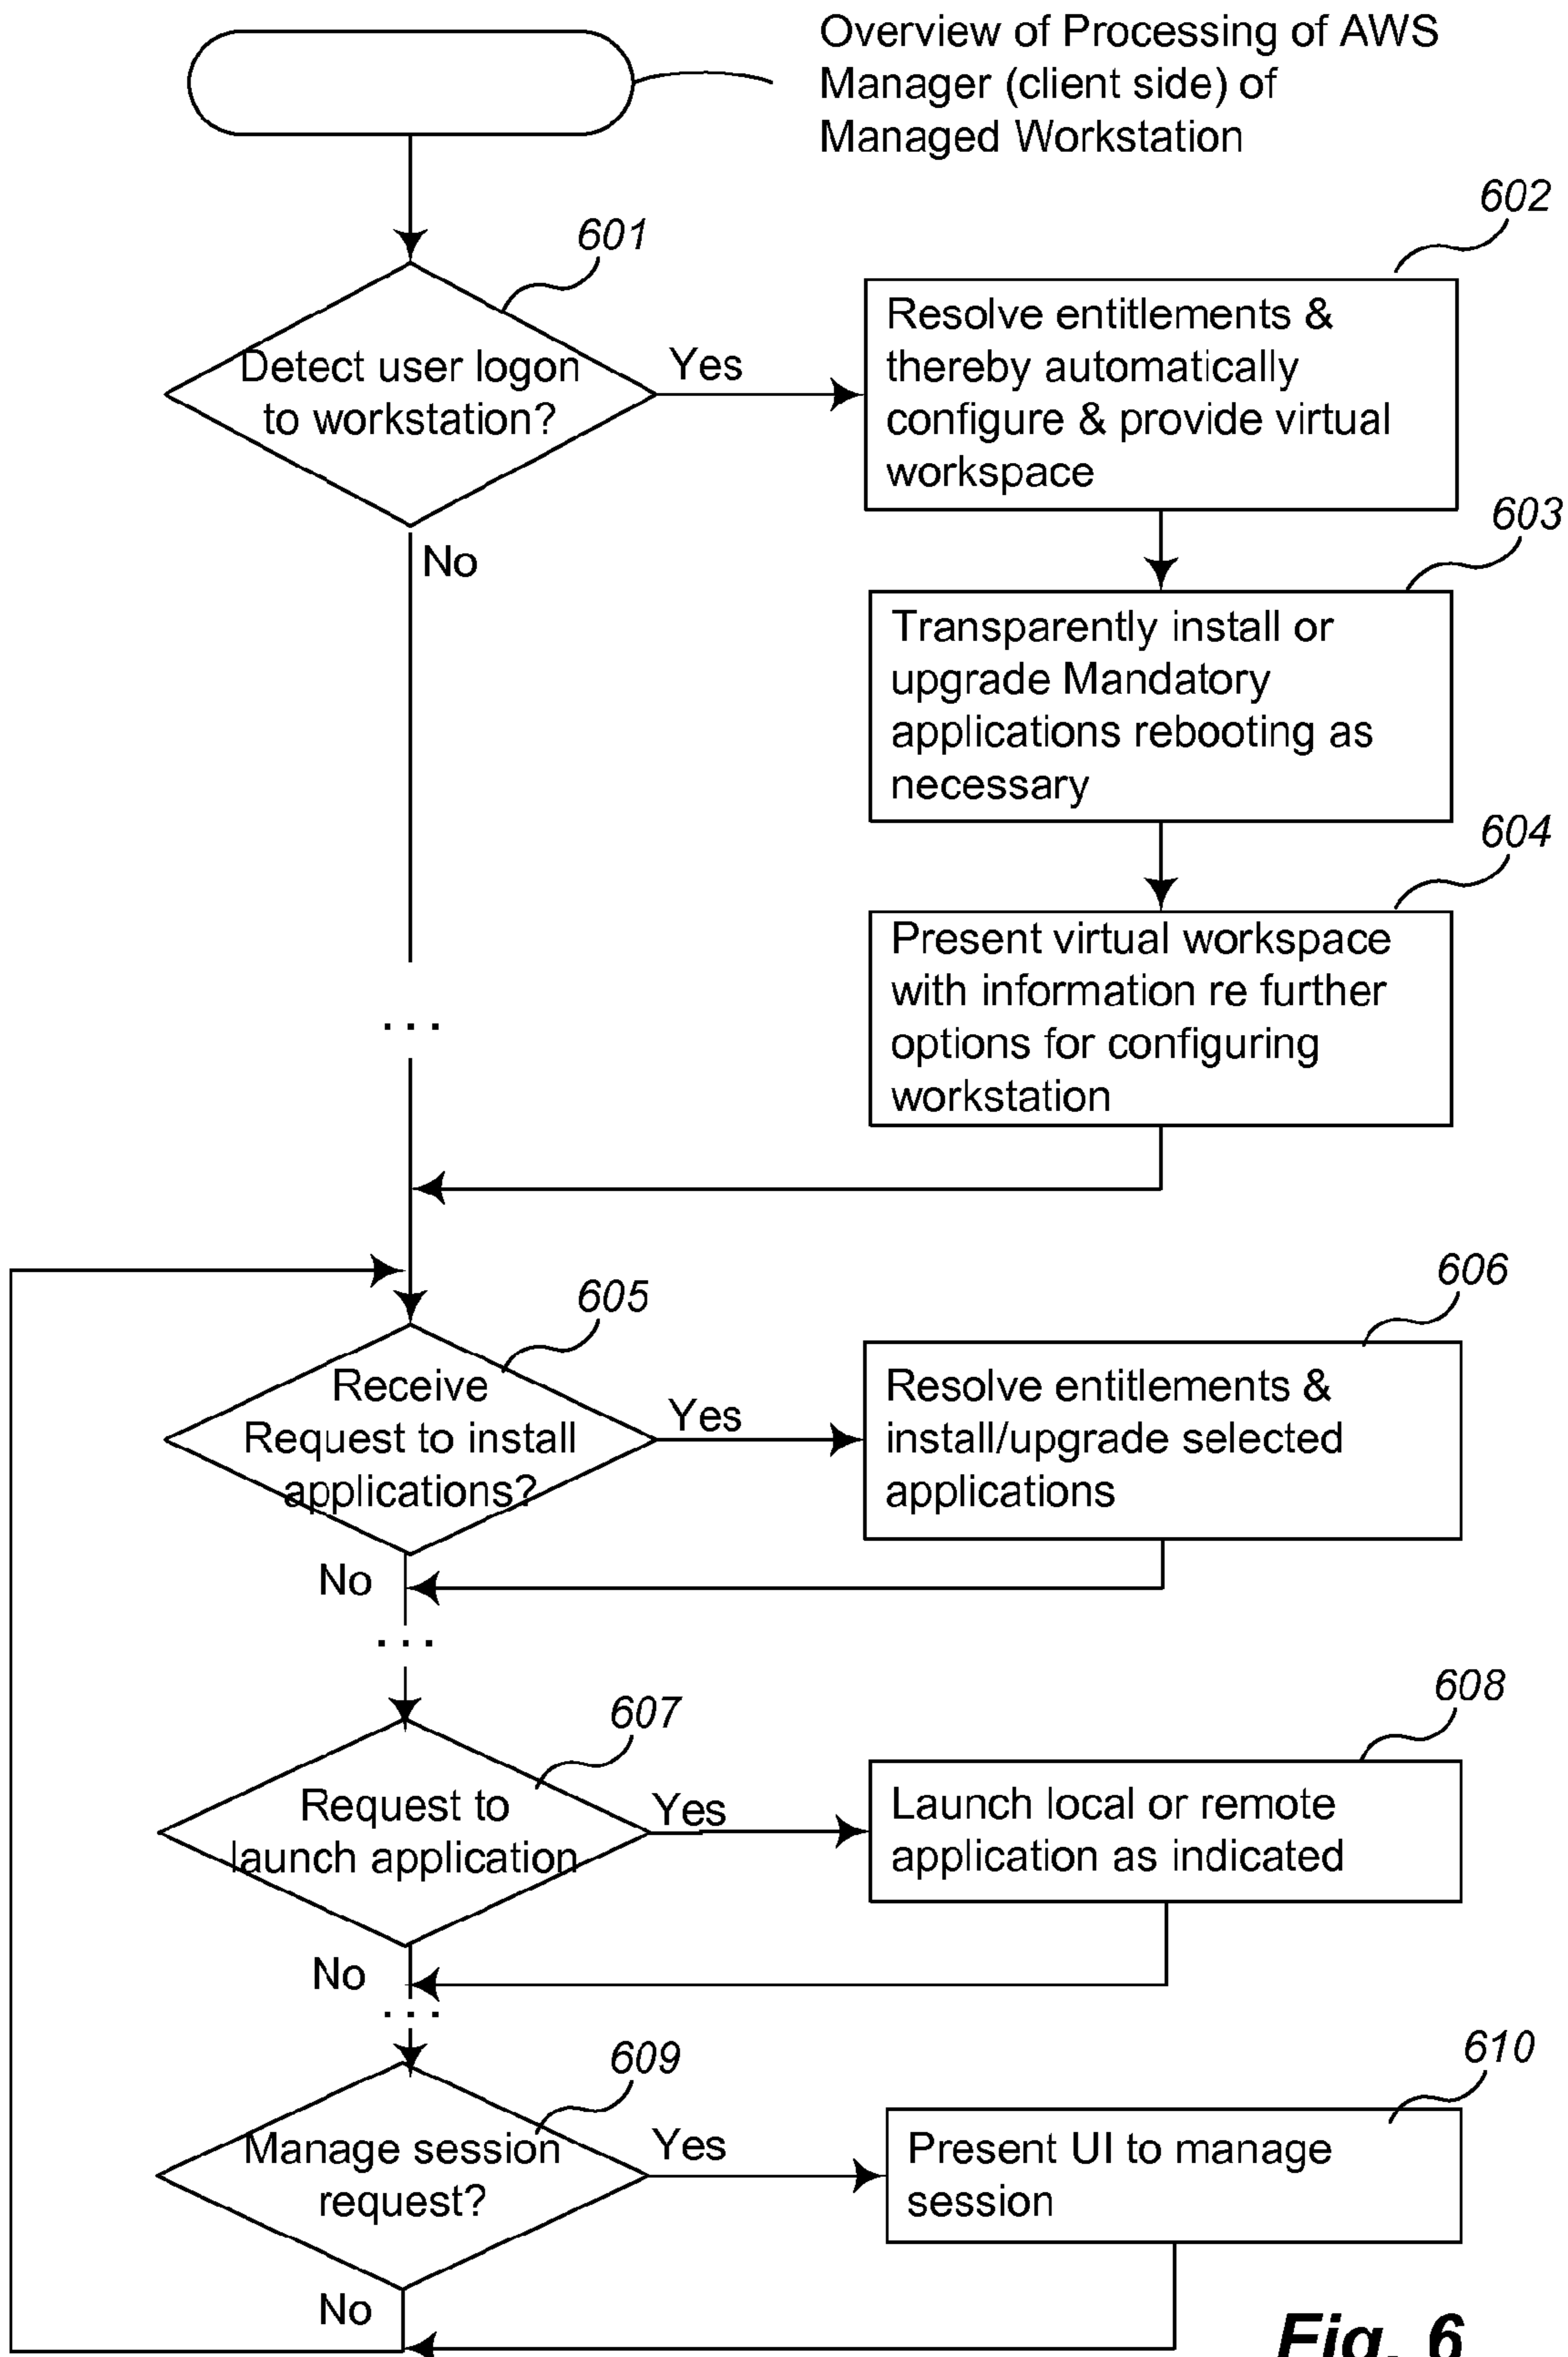 Overview of Processing of AWS
Manager (client side) of
Managed Workstation
601
Detect user logon
to workstation?
Yes
No
602
Resolve entitlements &
thereby automatically
configure & provide virtual
workspace
603
Transparently install or
upgrade Mandatory
applications rebooting as
necessary
604
Present virtual workspace
with information re further
options for configuring
workstation
...
605
Receive
Request to install
applications?
Yes
No
606
Resolve entitlements &
install/upgrade selected
applications
...
607
Request to
launch application
Yes
No
608
Launch local or remote
application as indicated
...
609
Manage session
request?
Yes
No
610
Present UI to manage
session
Fig. 6